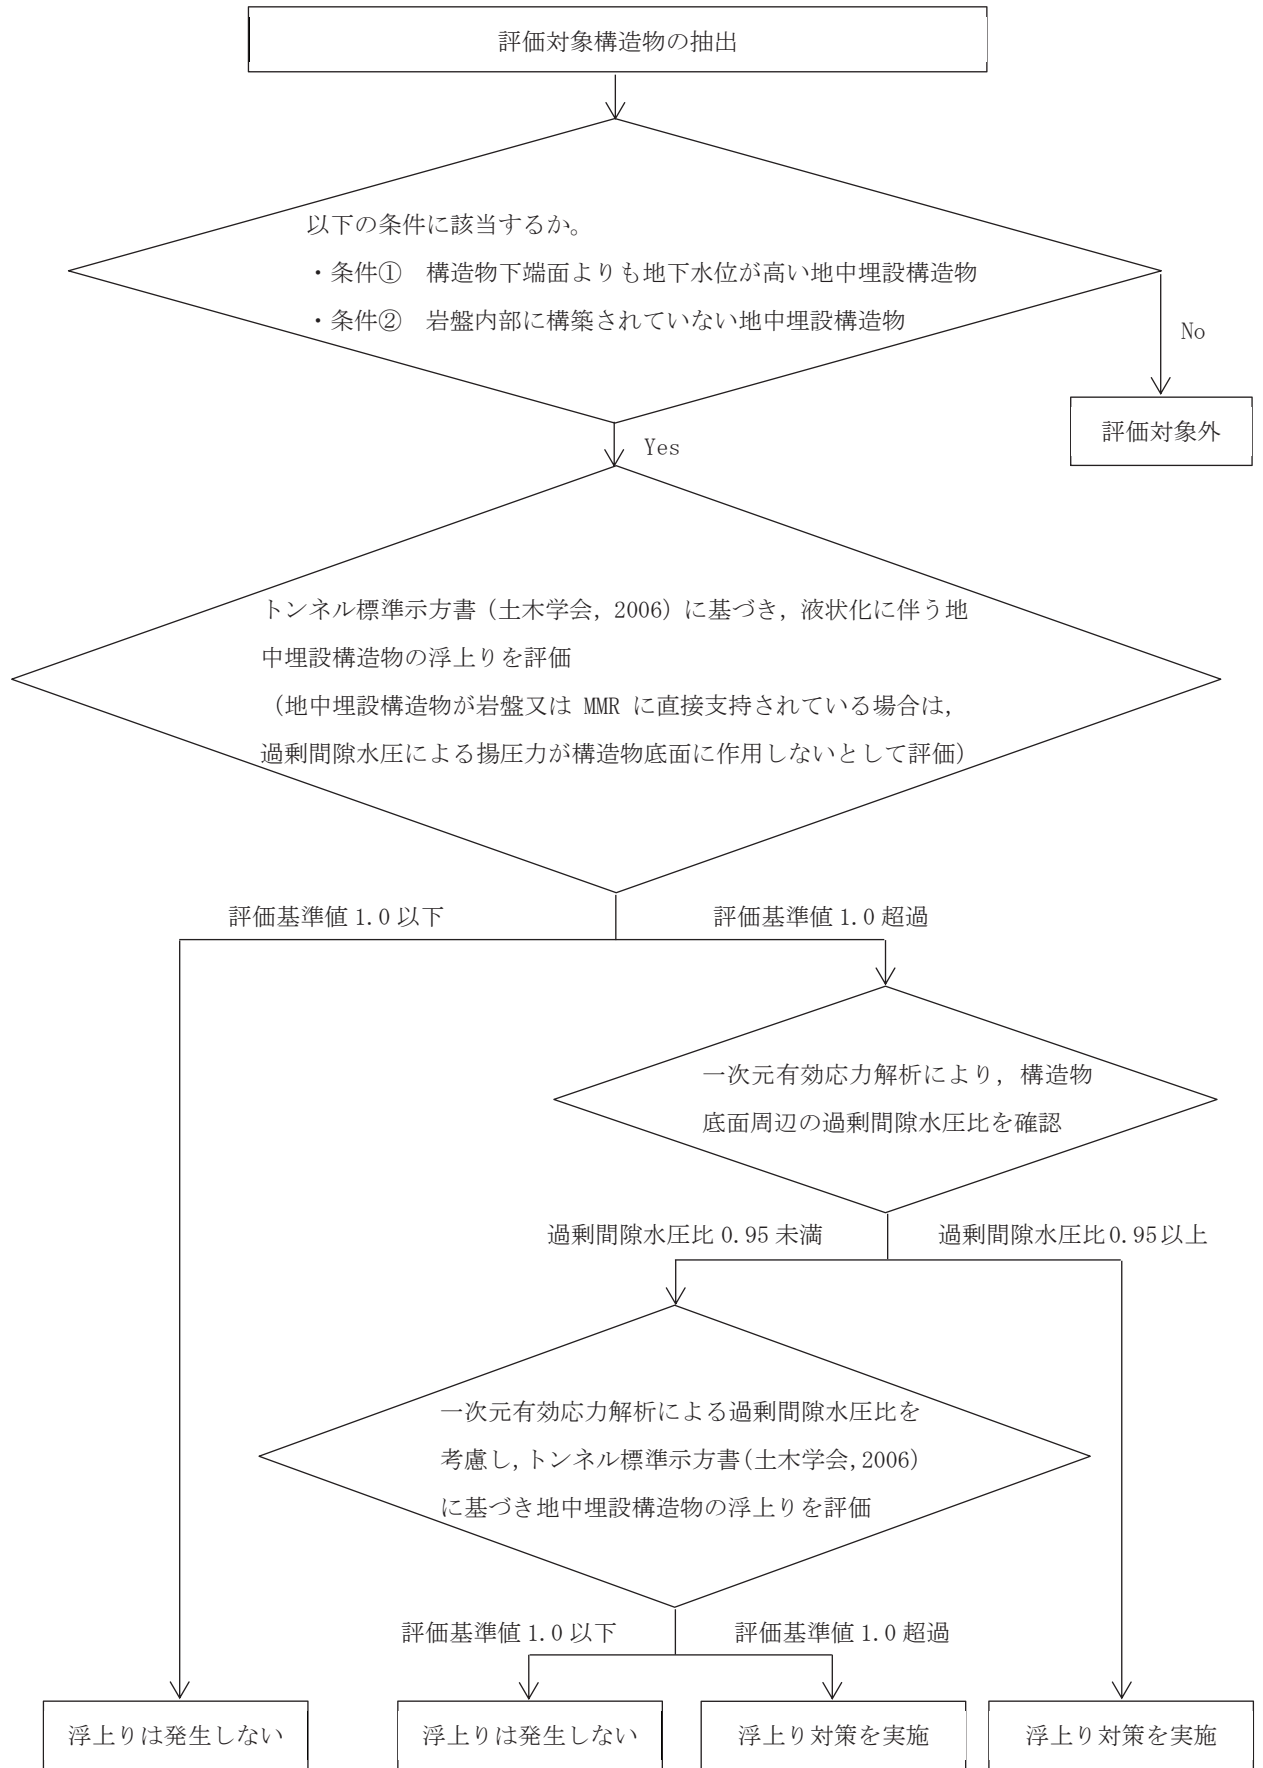 評価対象構造物の抽出
以下の条件に該当するか。
・条件① 構造物下端面よりも地下水位が高い地中埋設構造物
・条件② 岩盤内部に構築されていない地中埋設構造物
No
評価対象外
Yes
トンネル標準示方書（土木学会，2006）に基づき，液状化に伴う地
中埋設構造物の浮上りを評価
（地中埋設構造物が岩盤又は MMR に直接支持されている場合は，
過剰間隙水圧による揚圧力が構造物底面に作用しないとして評価）
評価基準値 1.0 以下
評価基準値 1.0 超過
一次元有効応力解析により，構造物
底面周辺の過剰間隙水圧比を確認
過剰間隙水圧比 0.95 未満
過剰間隙水圧比 0.95 以上
一次元有効応力解析による過剰間隙水圧比を
考慮し，トンネル標準示方書（土木学会，2006）
に基づき地中埋設構造物の浮上りを評価
評価基準値 1.0 以下
評価基準値 1.0 超過
浮上りは発生しない
浮上りは発生しない
浮上り対策を実施
浮上り対策を実施